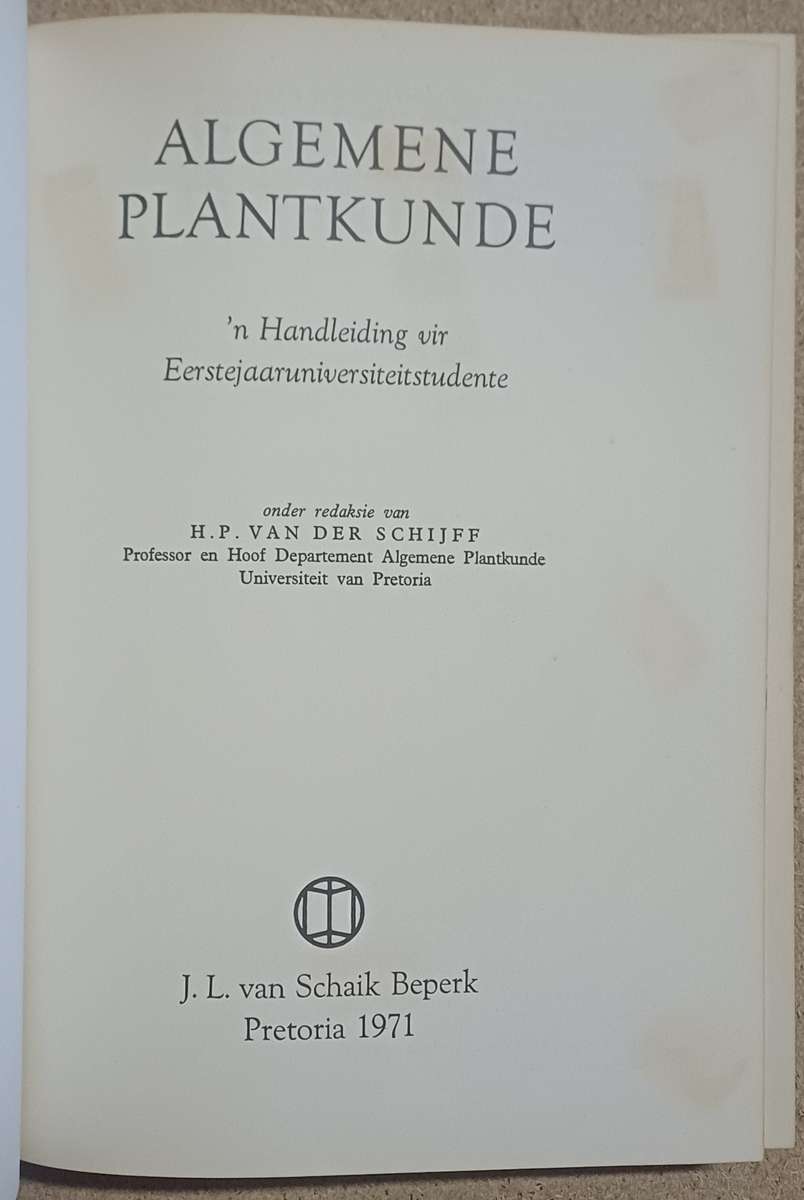 ALGEMENE
PLANTKUNDE
'n Handleiding vir
Eerstejaaruniversiteitstudente
onder redaksie van
H.P. VAN DER SCHIJFF
Professor en Hoof Departement Algemene Plantkunde
Universiteit van Pretoria
J. L. van Schaik Beperk
Pretoria 1971